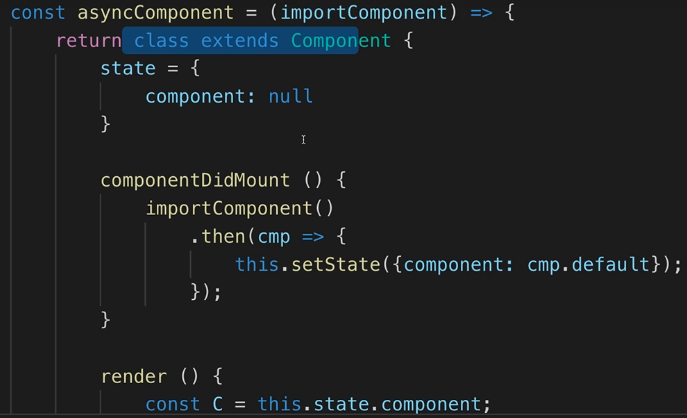 const asyncComponent = (importComponent) => {
    return class extends Component {
        state = {
            component: null
        }

        componentDidMount () {
            importComponent()
                .then(cmp => {
                    this.setState({component: cmp.default});
                });
        }

        render () {
            const C = this.state.component;